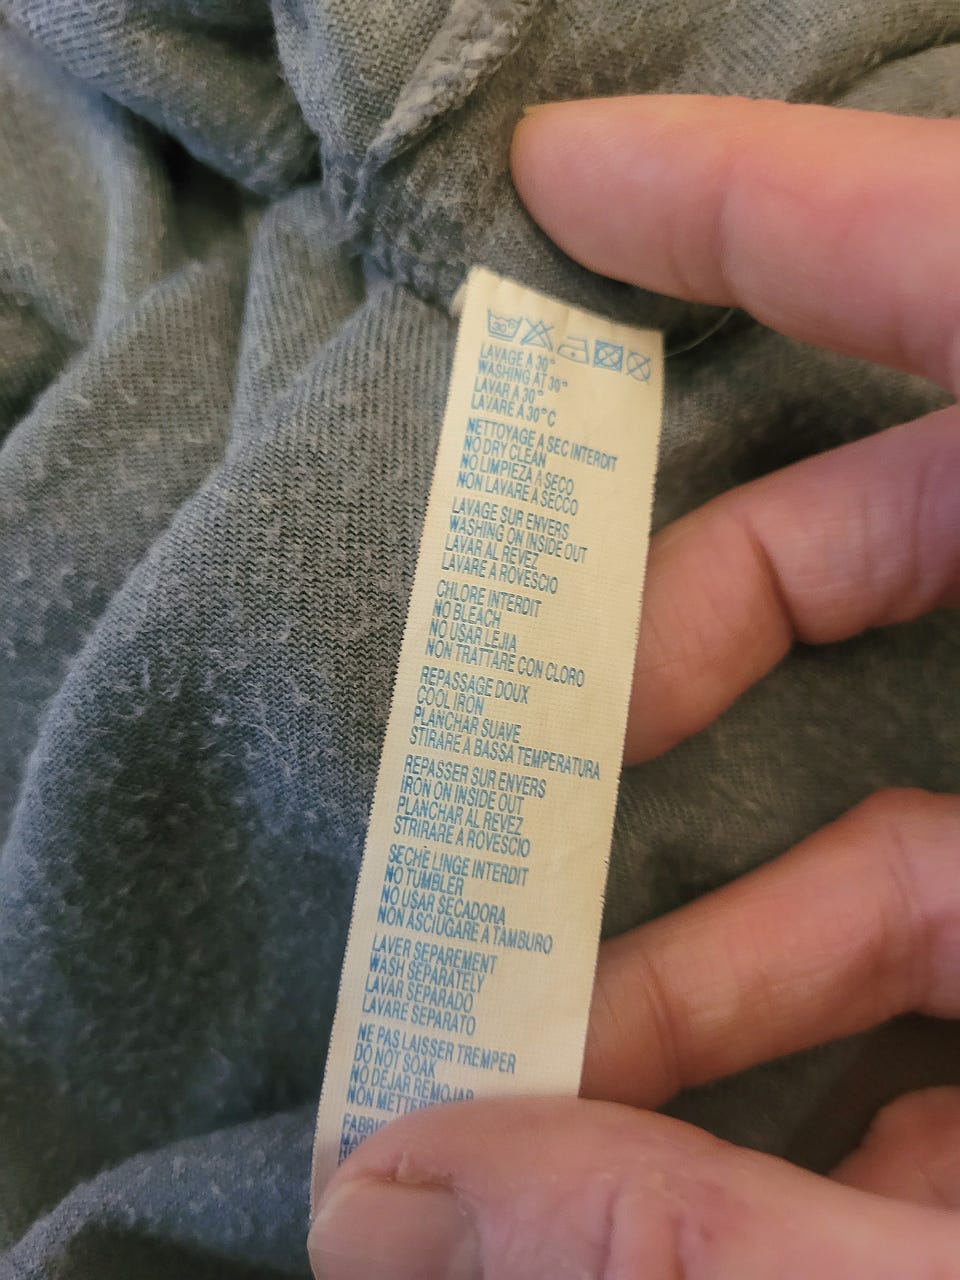 30°
LAVAGE A 30°
WASHING AT 30°
LAVAR A 30°
LAVARE A 30°C
NETTOYAGE A SEC INTERDIT
NO DRY CLEAN
NO LIMPIEZA A SECO
NON LAVARE A SECCO
LAVAGE SUR ENVERS
WASHING ON INSIDE OUT
LAVAR AL REVEZ
LAVARE A ROVESCIO
CHLORE INTERDIT
NO BLEACH
NO USAR LEJIA
NON TRATTARE CON CLORO
REPASSAGE DOUX
COOL IRON
PLANCHAR SUAVE
STIRARE A BASSA TEMPERATURA
REPASSER SUR ENVERS
IRON ON INSIDE OUT
PLANCHAR AL REVEZ
STRIRARE A ROVESCIO
SECHE LINGE INTERDIT
NO TUMBLER
NO USAR SECADORA
NON ASCIUGARE A TAMBURO
LAVER SEPAREMENT
WASH SEPARATELY
LAVAR SEPARADO
LAVARE SEPARATO
NE PAS LAISSER TREMPER
DO NOT SOAK
NO DEJAR REMOJAR
NON